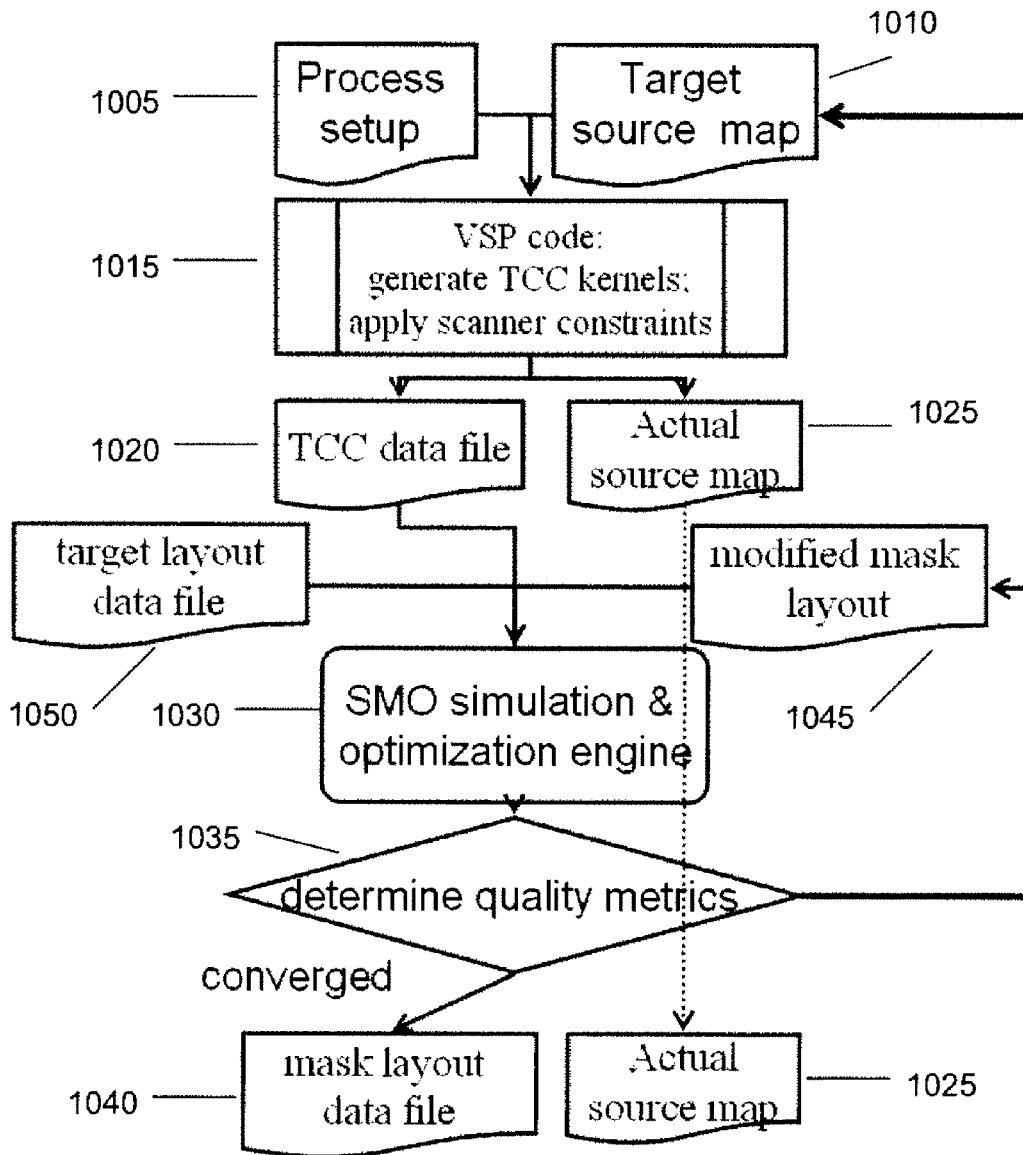 1010
1005
Process
setup
Target
source map
1015
VSP code:
generate TCC kernels;
apply scanner constraints
1020
TCC data file
Actual
source map
1025
target layout
data file
modified mask
layout
1050
1030
SMO simulation &
optimization engine
1045
1035
determine quality metrics
converged
1040
mask layout
data file
Actual
source map
1025